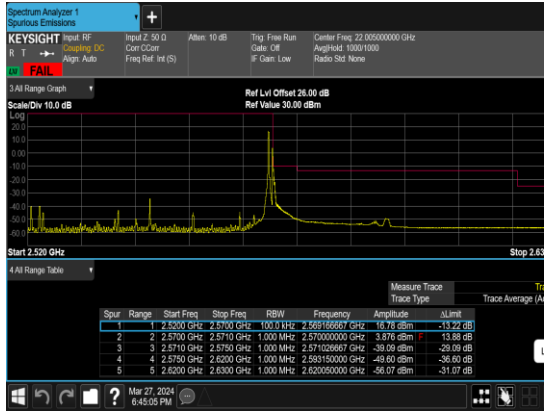 Spectrum Analyzer 1
Spurious Emissions
+
KEYSIGHT Input: RF Input Z: 50 Ω Atten: 10 dB Trig: Free Run Center Freq: 22.005000000 GHz
R T Coupling: DC Corr CCorr Gate: Off Avg|Hold: 1000/1000
Align: Auto Freq Ref: Int (S) IF Gain: Low Radio Std: None
FAIL
3 All Range Graph
Ref Lvl Offset 26.00 dB
Scale/Div 10.0 dB Ref Value 30.00 dBm
Log
20.0
10.0
0.00
-10.0
-20.0
-30.0
-40.0
-50.0
-60.0
Start 2.520 GHz Stop 2.63
4 All Range Table
Measure Trace Tra
Trace Type Trace Average (A
Spur Range Start Freq Stop Freq RBW Frequency Amplitude ΔLimit
1 1 2.5200 GHz 2.5700 GHz 100.0 kHz 2.569166667 GHz 16.78 dBm -13.22 dB
2 2 2.5700 GHz 2.5710 GHz 1.000 MHz 2.570000000 GHz 3.876 dBm F 13.88 dB
3 3 2.5710 GHz 2.5750 GHz 1.000 MHz 2.571026667 GHz -39.09 dBm -29.09 dB
4 4 2.5750 GHz 2.6200 GHz 1.000 MHz 2.593150000 GHz -49.60 dBm -36.60 dB
5 5 2.6200 GHz 2.6300 GHz 1.000 MHz 2.620050000 GHz -56.07 dBm -31.07 dB
L
?
Mar 27, 2024
6:45:05 PM